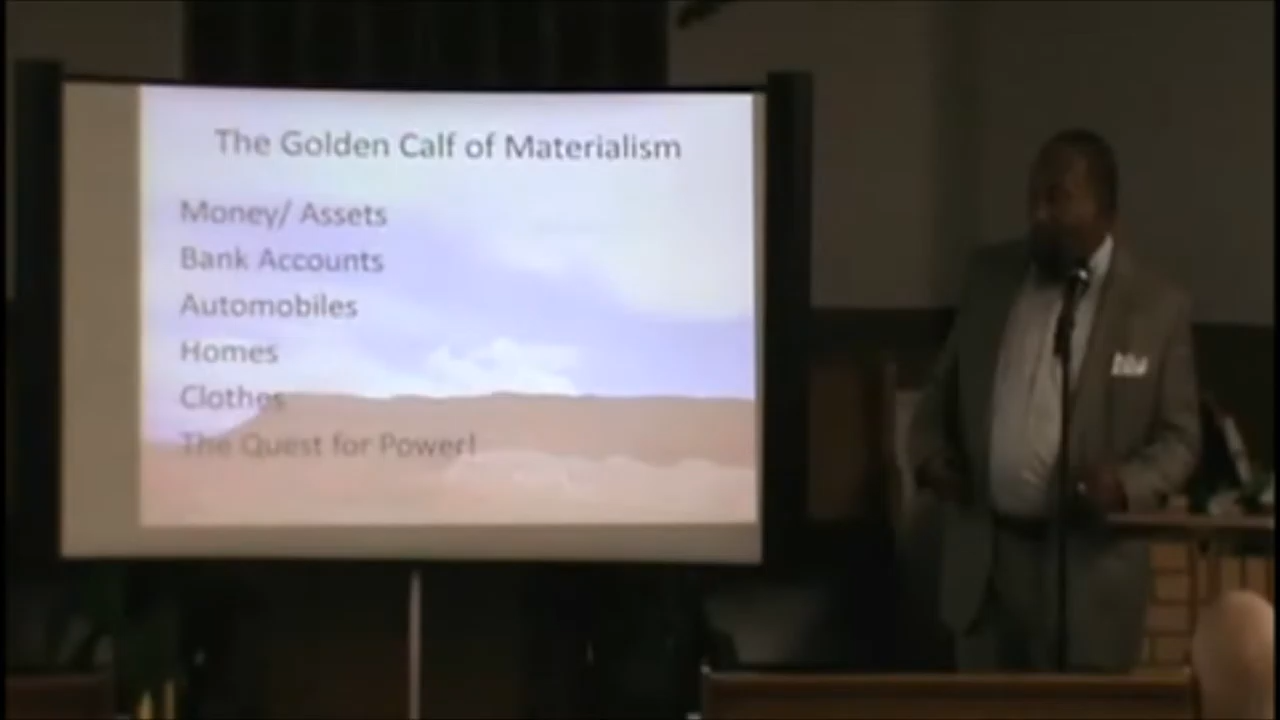 The Golden Calf of Materialism
Money/ Assets
Bank Accounts
Automobiles
Homes
Clothes
The Quest for Power!